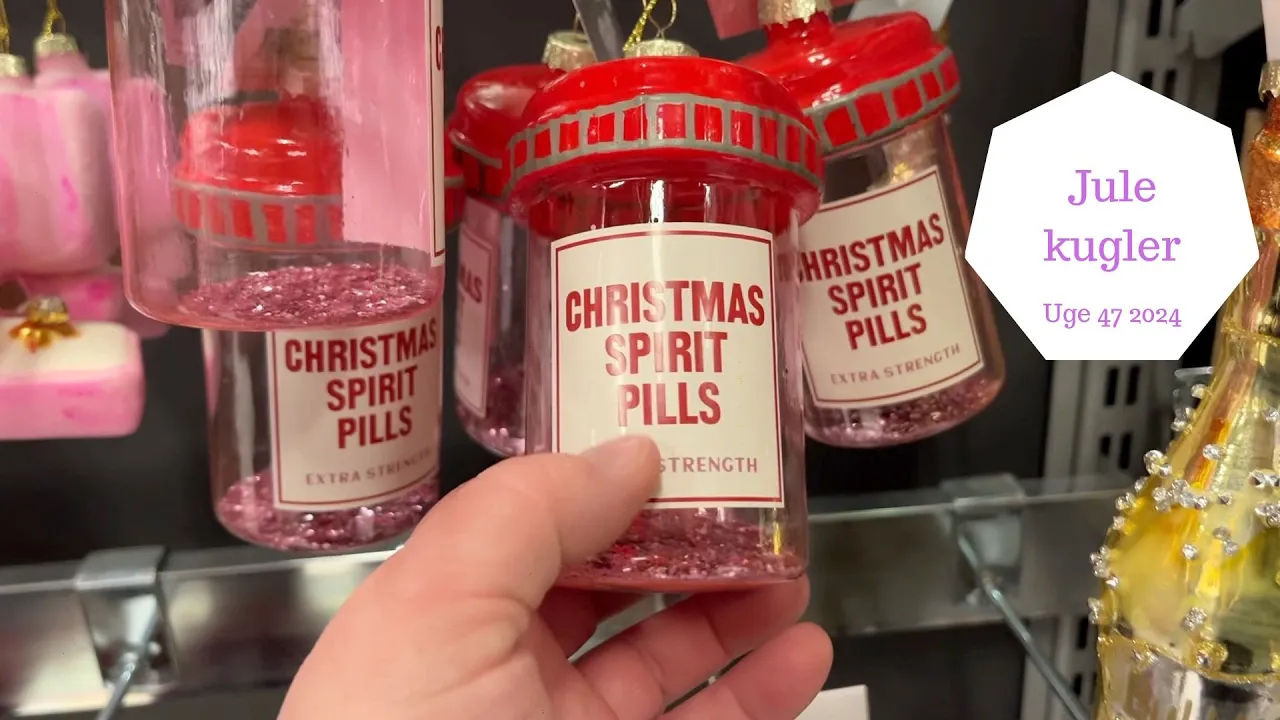 C
CHRISTMAS
SPIRIT
PILLS
EXTRA STRENGTH
AS
CHRISTMAS
SPIRIT
PILLS
STRENGTH
CHRISTMAS
SPIRIT
PILLS
EXTRA STRENGTH
Jule
kugler
Uge 47 2024